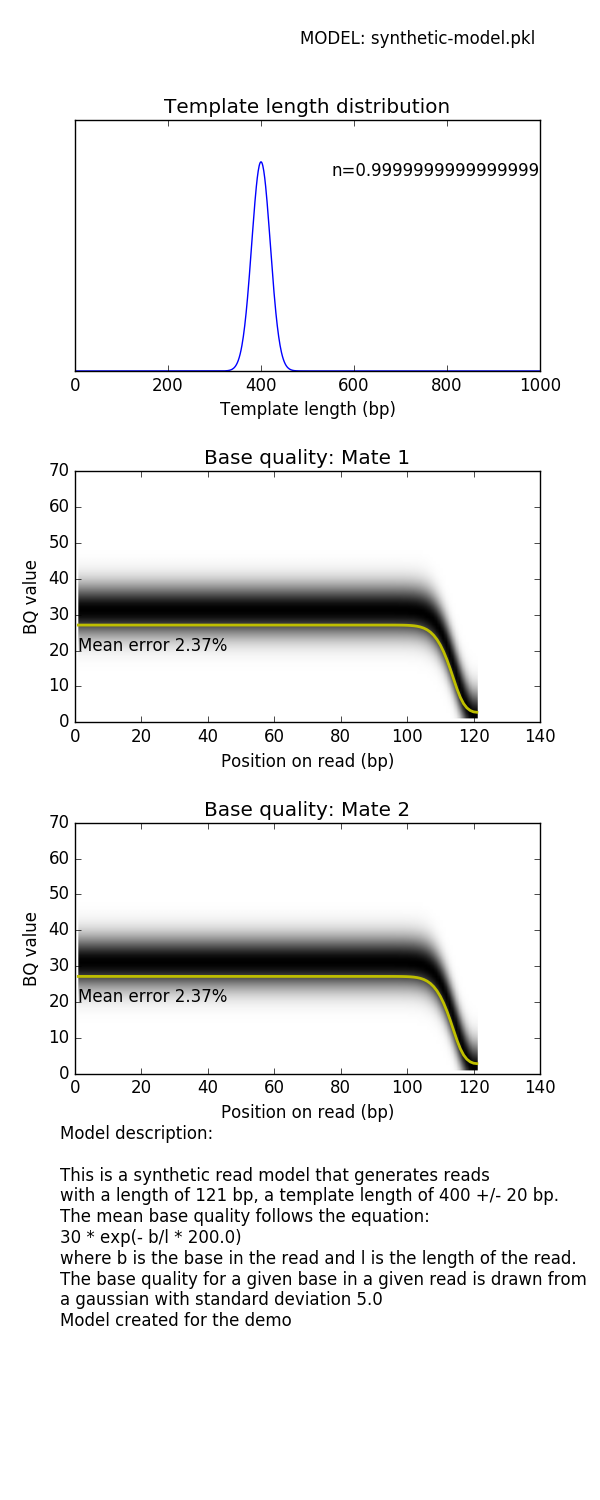 MODEL: synthetic-model.pkl
Template length distribution
n=0.9999999999999999
0 200 400 600 800 1000
Template length (bp)
Base quality: Mate 1
70
60
50
40
30
20
10
0
BQ value
Mean error 2.37%
0 20 40 60 80 100 120 140
Position on read (bp)
Base quality: Mate 2
70
60
50
40
30
20
10
0
BQ value
Mean error 2.37%
0 20 40 60 80 100 120 140
Position on read (bp)
Model description:
This is a synthetic read model that generates reads
with a length of 121 bp, a template length of 400 +/- 20 bp.
The mean base quality follows the equation:
30 * exp(- b/l * 200.0)
where b is the base in the read and l is the length of the read.
The base quality for a given base in a given read is drawn from
a gaussian with standard deviation 5.0
Model created for the demo